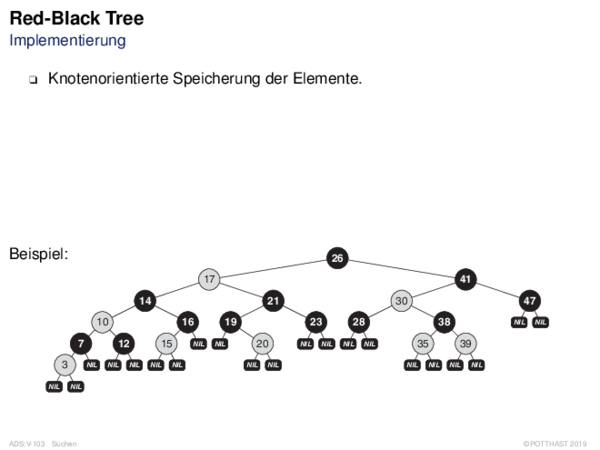 Red-Black Tree
Implementierung
❑ Knotenorientierte Speicherung der Elemente.
Beispiel:
26
17 41
14 21 30 47
10 16 19 23 28 38 NIL NIL
7 12 15 NIL NIL 20 NIL NIL NIL NIL 35 39
3 NIL NIL NIL NIL NIL NIL NIL NIL NIL NIL NIL
NIL NIL
ADS:V-103 Suchen ©POTTHAST 2019